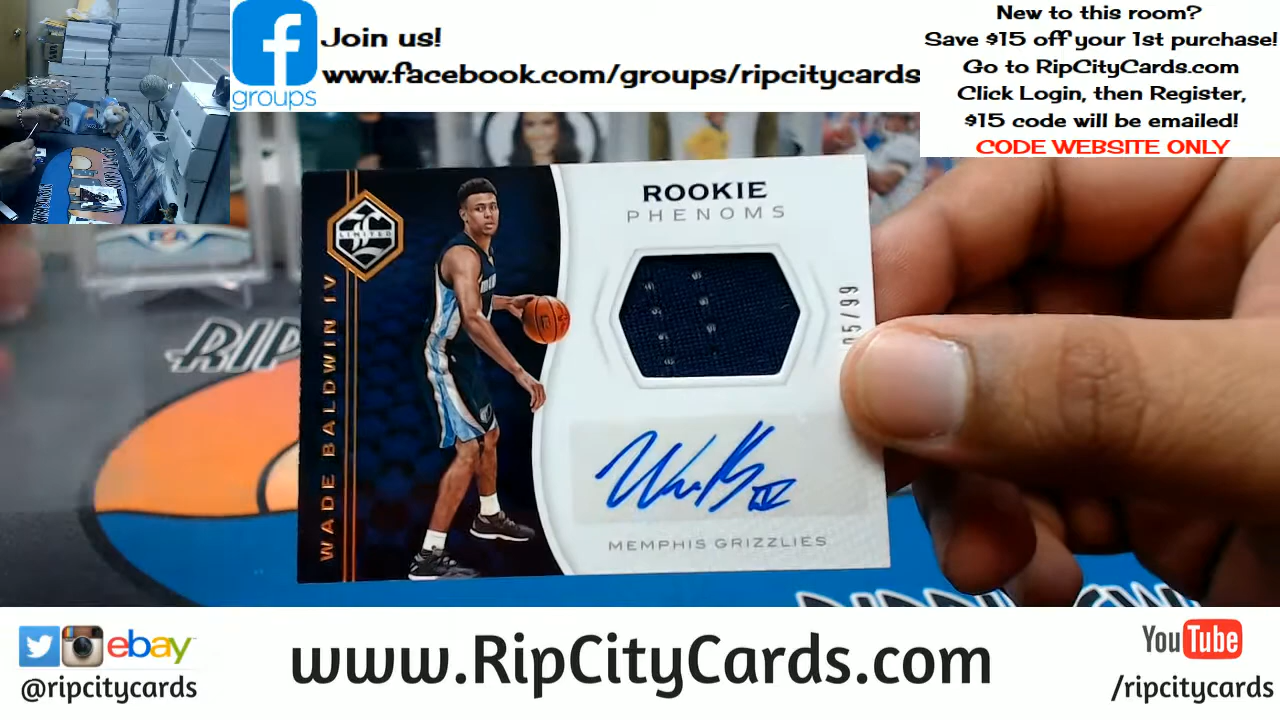 Join us!
www.facebook.com/groups/ripcitycards
groups
New to this room?
Save $15 off your 1st purchase!
Go to RipCityCards.com
Click Login, then Register,
$15 code will be emailed!
CODE WEBSITE ONLY
LIMITED
WADE BALDWIN IV
ROOKIE
PHENOMS
05/99
MEMPHIS GRIZZLIES
RIP
ebay
@ripcitycards
www.RipCityCards.com
YouTube
/ripcitycards